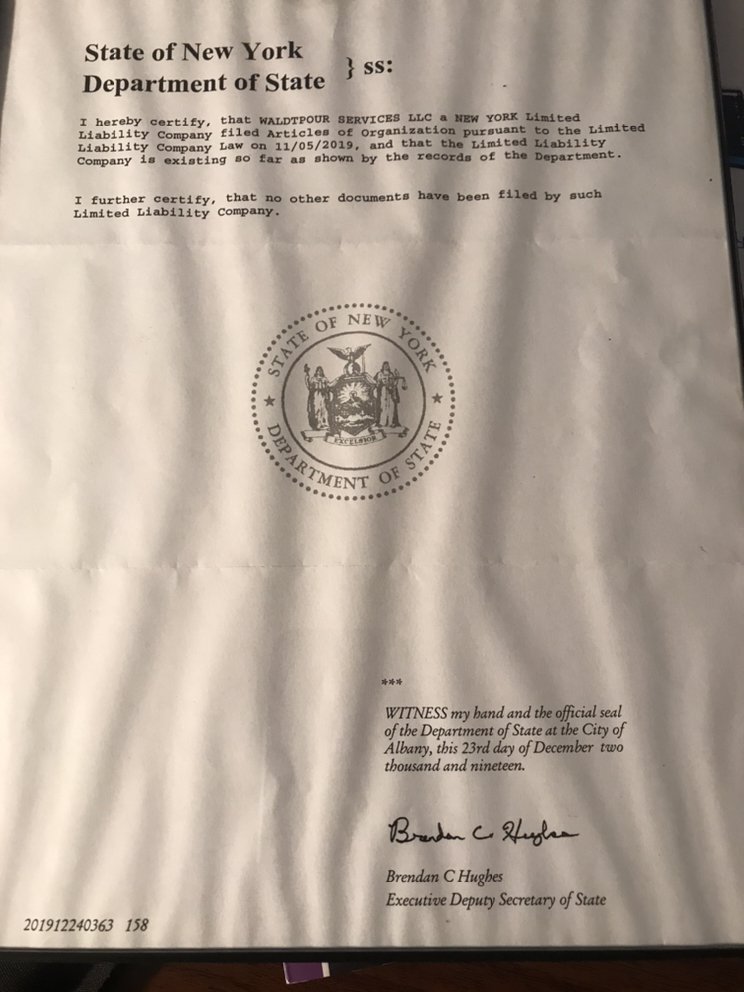 State of New York
Department of State } ss:
I hereby certify, that WALDTPOUR SERVICES LLC a NEW YORK Limited
Liability Company filed Articles of Organization pursuant to the Limited
Liability Company Law on 11/05/2019, and that the Limited Liability
Company is existing so far as shown by the records of the Department.
I further certify, that no other documents have been filed by such
Limited Liability Company.
STATE OF NEW YORK
EXCELSIOR
DEPARTMENT OF STATE
***
WITNESS my hand and the official seal
of the Department of State at the City of
Albany, this 23rd day of December two
thousand and nineteen.
Brendan C Hughes
Brendan C Hughes
Executive Deputy Secretary of State
201912240363 158